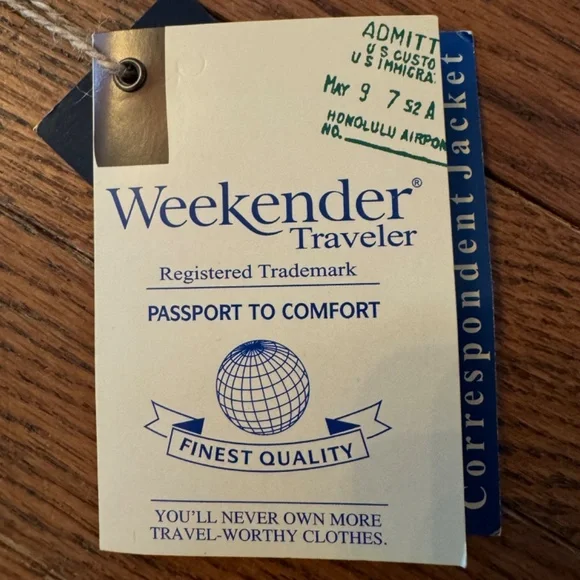 ADMITT
U S CUSTO
U S IMMIGRA
MAY 9 7 52 A
HONOLULU AIRPOR
NO.
Weekender®
Traveler
Registered Trademark
PASSPORT TO COMFORT
FINEST QUALITY
YOU'LL NEVER OWN MORE
TRAVEL-WORTHY CLOTHES.
Correspondent Jacket